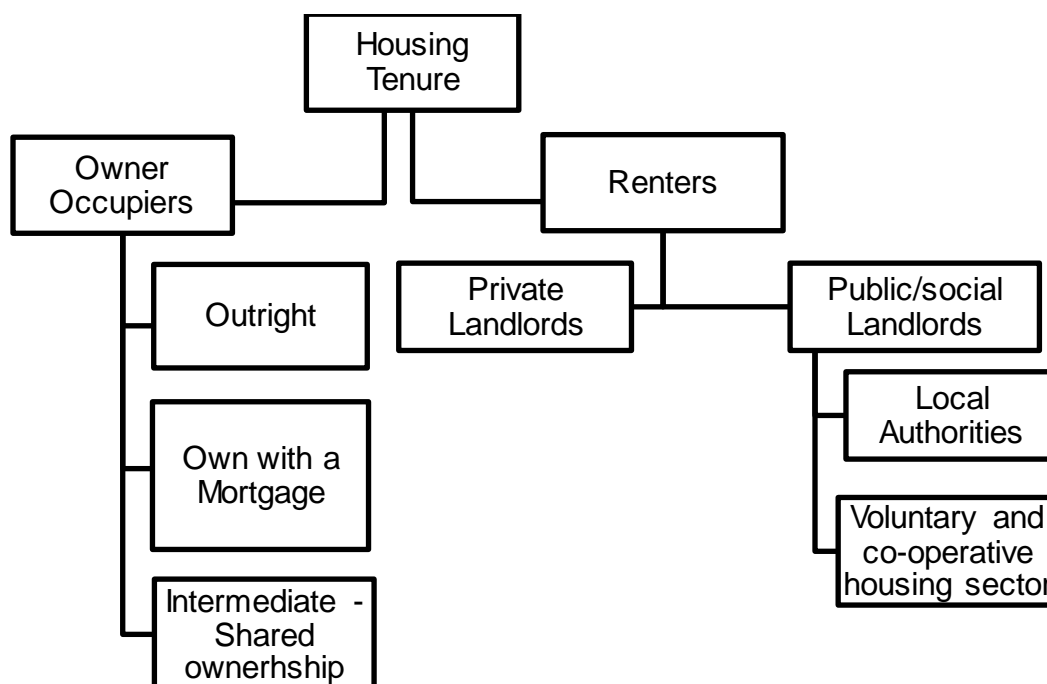 Housing
Tenure
Owner
Occupiers
Renters
Outright
Own with a
Mortgage
Intermediate -
Shared
ownerhship
Private
Landlords
Public/social
Landlords
Local
Authorities
Voluntary and
co-operative
housing sector